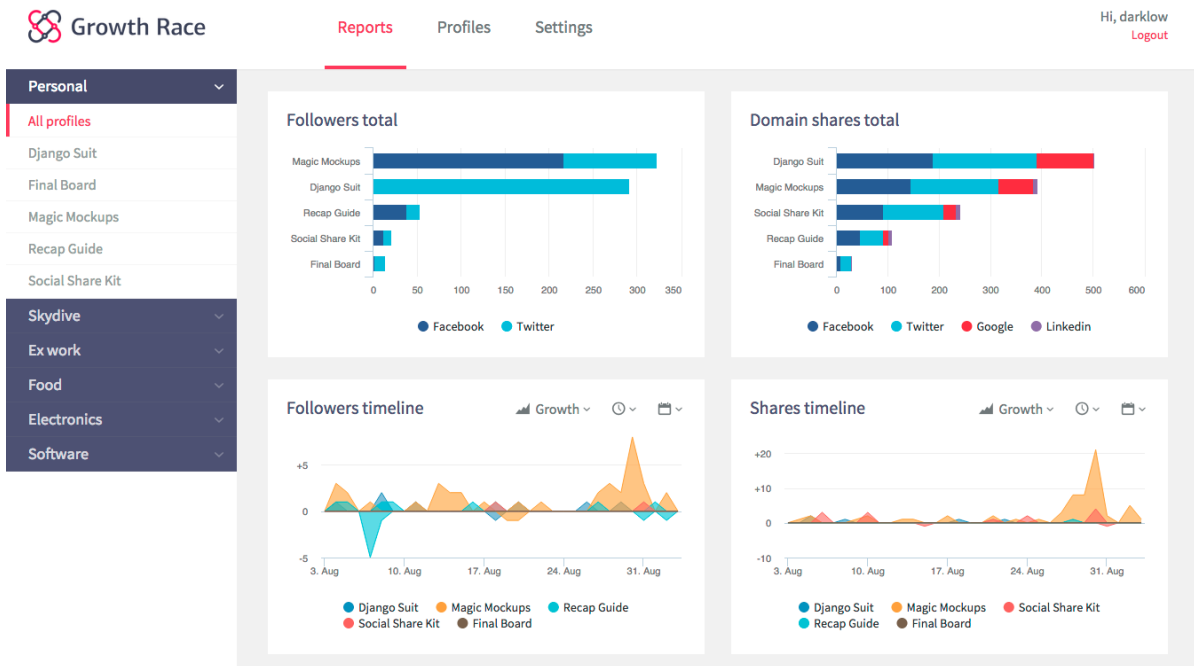 Growth Race
Reports Profiles Settings
Hi, darklow
Logout
Personal
All profiles
Django Suit
Final Board
Magic Mockups
Recap Guide
Social Share Kit
Skydive
Ex work
Food
Electronics
Software
Followers total
Magic Mockups
Django Suit
Recap Guide
Social Share Kit
Final Board
0 50 100 150 200 250 300 350
Facebook Twitter
Domain shares total
Django Suit
Magic Mockups
Social Share Kit
Recap Guide
Final Board
0 100 200 300 400 500 600
Facebook Twitter Google Linkedin
Followers timeline
Growth
+5
0
-5
3. Aug 10. Aug 17. Aug 24. Aug 31. Aug
Django Suit Magic Mockups Recap Guide
Social Share Kit Final Board
Shares timeline
Growth
+20
+10
0
-10
3. Aug 10. Aug 17. Aug 24. Aug 31. Aug
Django Suit Magic Mockups Social Share Kit
Recap Guide Final Board